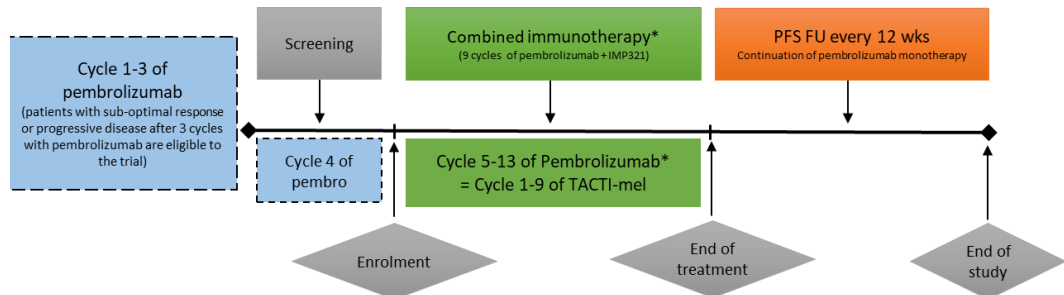 Cycle 1-3 of
pembrolizumab
(patients with sub-optimal response
or progressive disease after 3 cycles
with pembrolizumab are eligible to
the trial)
Screening
Combined immunotherapy*
(9 cycles of pembrolizumab + IMP321)
PFS FU every 12 wks
Continuation of pembrolizumab monotherapy
Cycle 4 of
pembro
Cycle 5-13 of Pembrolizumab*
= Cycle 1-9 of TACTI-mel
Enrolment
End of
treatment
End of
study